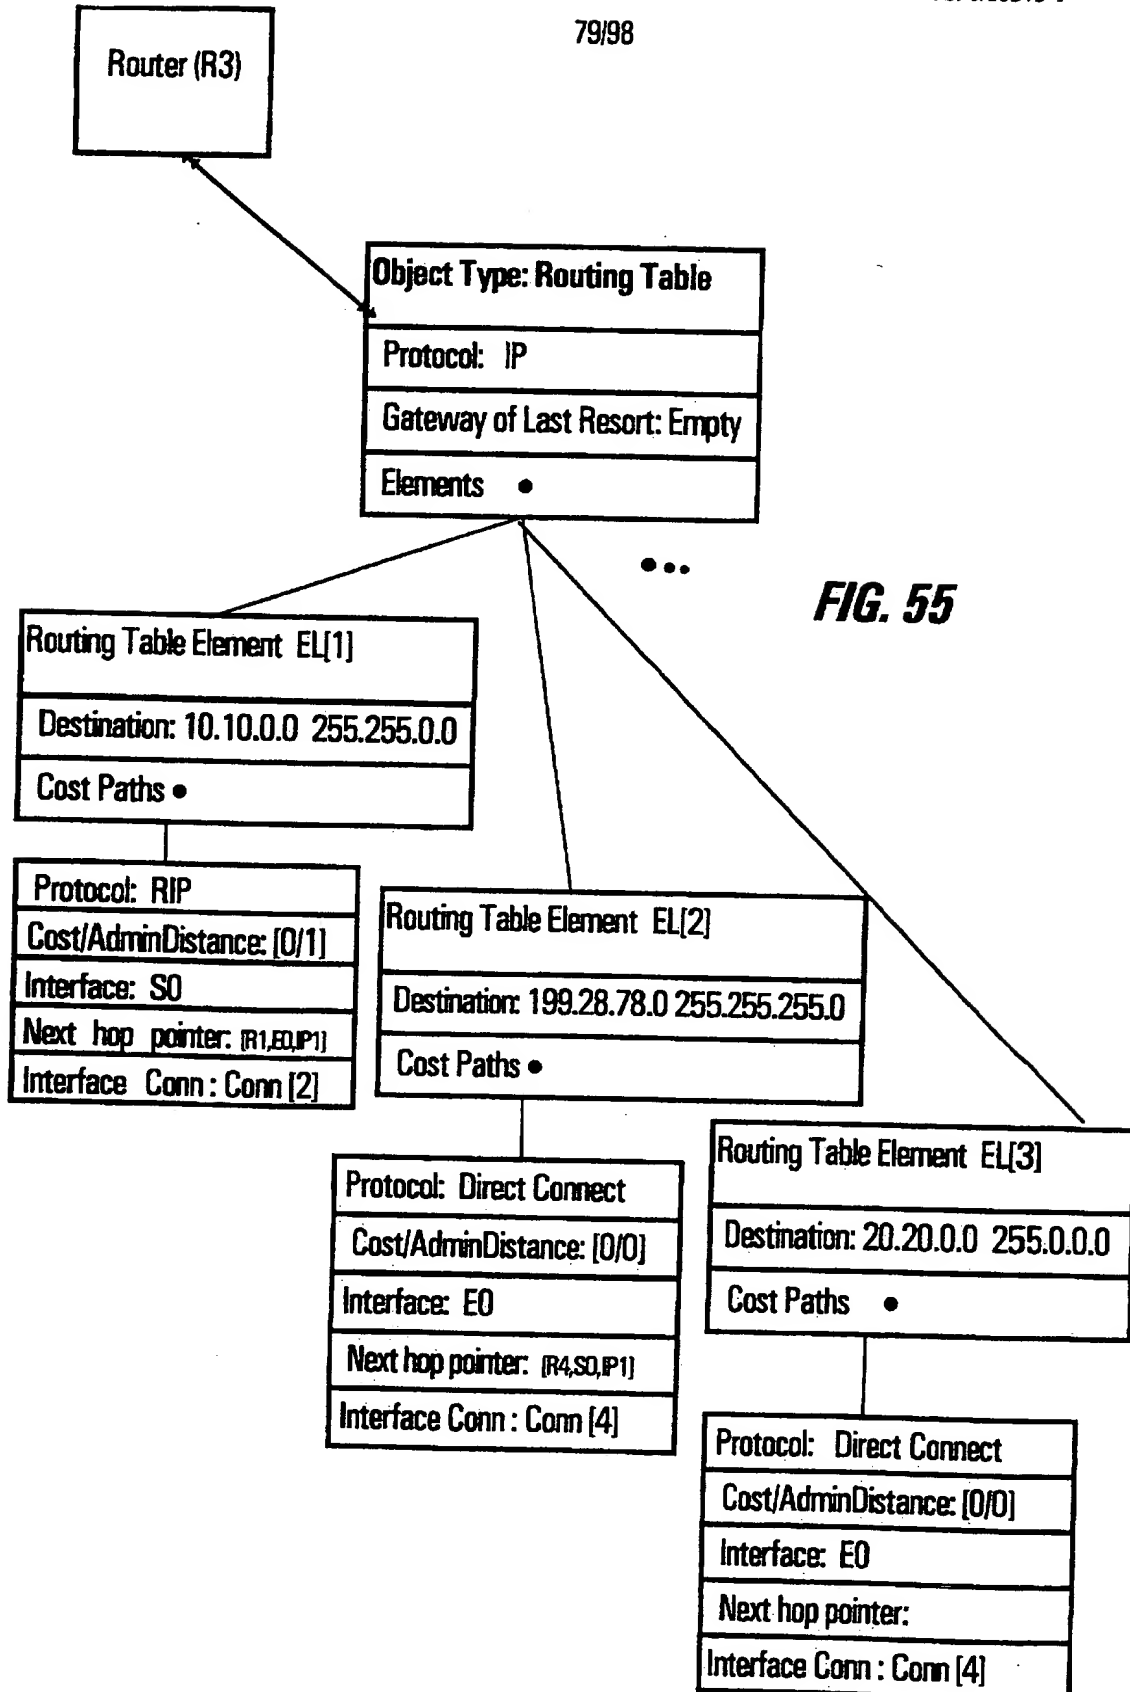 79/98
Router (R3)
Object Type: Routing Table
Protocol: IP
Gateway of Last Resort: Empty
Elements
FIG. 55
Routing Table Element EL[1]
Destination: 10.10.0.0 255.255.0.0
Cost Paths
Protocol: RIP
Cost/AdminDistance: [0/1]
Interface: S0
Next hop pointer: [R1,E0,IP1]
Interface Conn : Conn [2]
Routing Table Element EL[2]
Destination: 199.28.78.0 255.255.255.0
Cost Paths
Protocol: Direct Connect
Cost/AdminDistance: [0/0]
Interface: E0
Next hop pointer: [R4,S0,IP1]
Interface Conn : Conn [4]
Routing Table Element EL[3]
Destination: 20.20.0.0 255.0.0.0
Cost Paths
Protocol: Direct Connect
Cost/AdminDistance: [0/0]
Interface: E0
Next hop pointer:
Interface Conn : Conn [4]